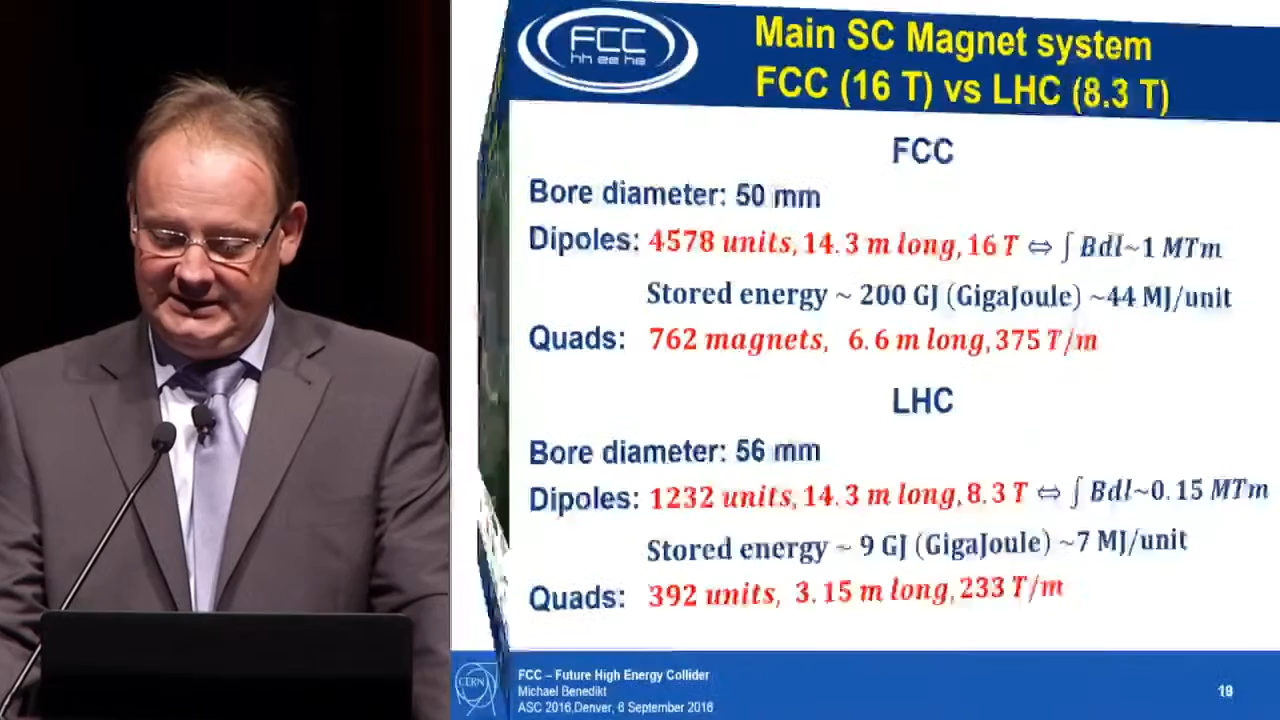 FCC
hh ee he
Main SC Magnet system
FCC (16 T) vs LHC (8.3 T)
FCC
Bore diameter: 50 mm
Dipoles: 4578 units, 14.3 m long, 16 T ⇔ ∫ Bdl~1 MTm
Stored energy ~ 200 GJ (GigaJoule) ~44 MJ/unit
Quads: 762 magnets, 6.6 m long, 375 T/m
LHC
Bore diameter: 56 mm
Dipoles: 1232 units, 14.3 m long, 8.3 T ⇔ ∫ Bdl~0.15 MTm
Stored energy ~ 9 GJ (GigaJoule) ~7 MJ/unit
Quads: 392 units, 3.15 m long, 233 T/m
CERN
FCC – Future High Energy Collider
Michael Benedikt
ASC 2016, Denver, 6 September 2016
19